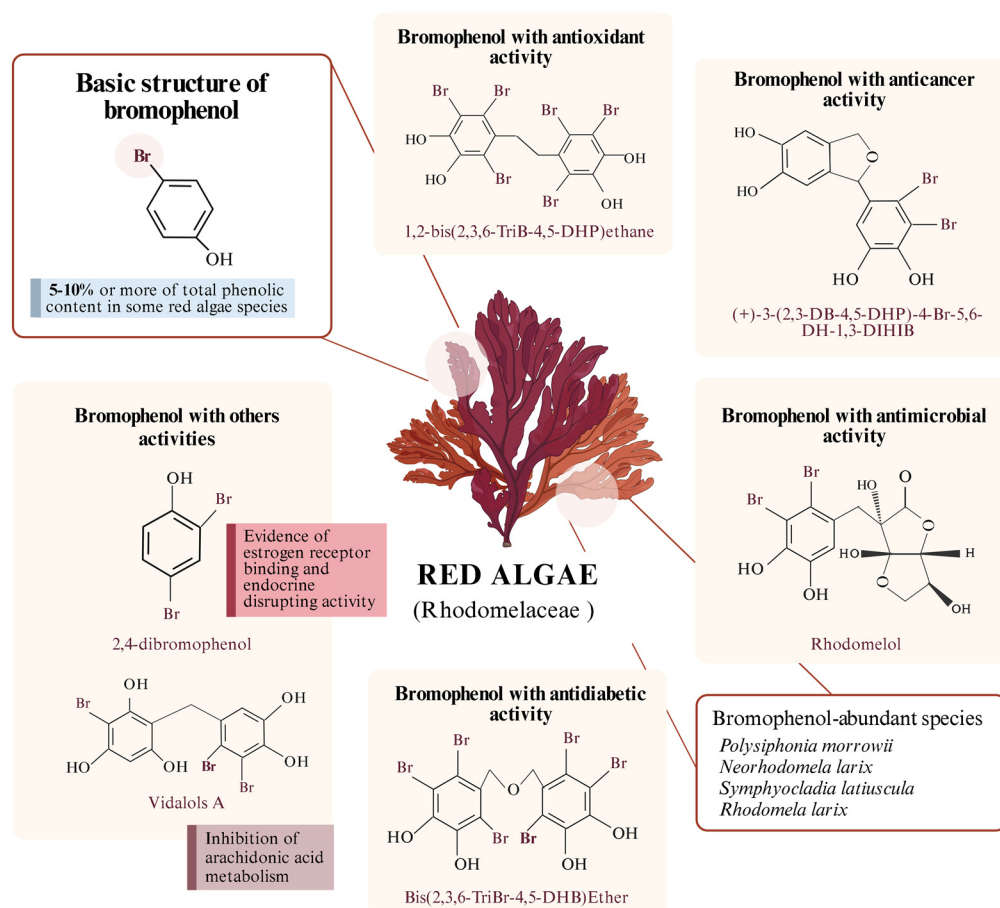 Basic structure of
bromophenol
Br
OH
5-10% or more of total phenolic
content in some red algae species
Bromophenol with antioxidant
activity
Br
Br
Br
Br
HO
HO
Br
Br
OH
OH
1,2-bis(2,3,6-TriB-4,5-DHP)ethane
Bromophenol with anticancer
activity
HO
O
HO
Br
Br
HO
OH
(+)-3-(2,3-DB-4,5-DHP)-4-Br-5,6-
DH-1,3-DIHIB
Bromophenol with others
activities
OH
Br
Br
2,4-dibromophenol
Evidence of
estrogen receptor
binding and
endocrine
disrupting activity
OH
Br
OH
HO
OH
Br
Br
OH
Vidalols A
Inhibition of
arachidonic acid
metabolism
RED ALGAE
(Rhodomelaceae )
Bromophenol with antimicrobial
activity
Br
Br
HO
O
O
HO
H
HO
OH
O
OH
Rhodomelol
Bromophenol with antidiabetic
activity
Br
Br
Br
Br
O
HO
Br
Br
OH
OH
OH
Bis(2,3,6-TriBr-4,5-DHB)Ether
Bromophenol-abundant species
Polysiphonia morrowii
Neorhodomela larix
Symphyocladia latiuscula
Rhodomela larix